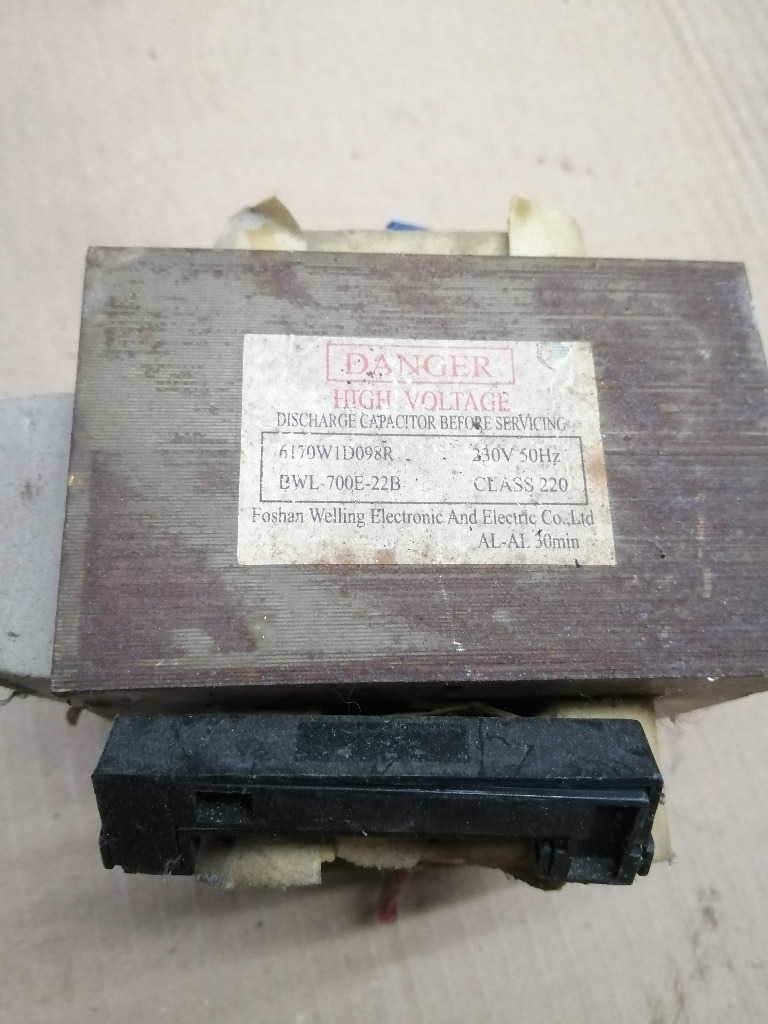 DANGER
HIGH VOLTAGE
DISCHARGE CAPACITOR BEFORE SERVICING
6170W1D098R 230V 50Hz
BWL-700E-22B CLASS 220
Foshan Welling Electronic And Electric Co.,Ltd
AL-AL 30min